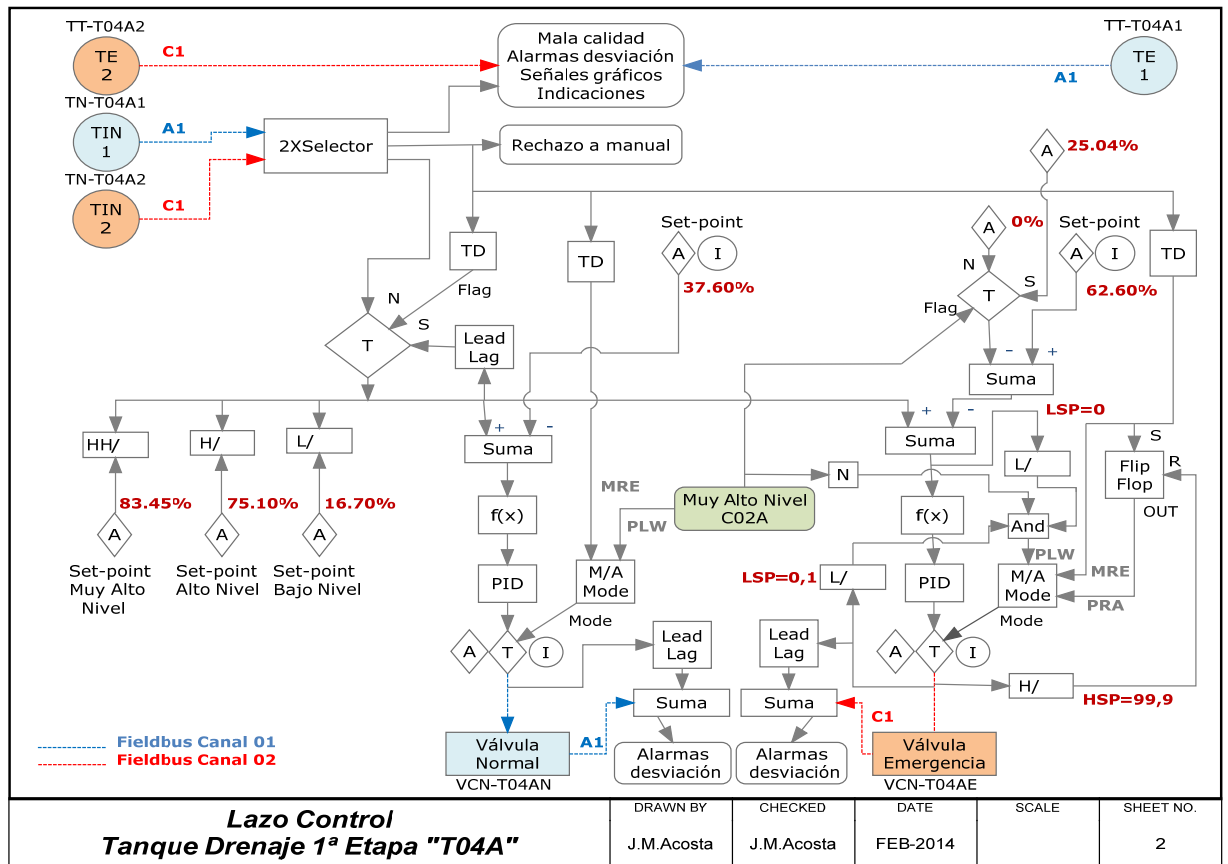 TT-T04A2
TE
2
C1
Mala calidad
Alarmas desviación
Señales gráficos
Indicaciones
TT-T04A1
TE
1
A1
TN-T04A1
TIN
1
A1
2XSelector
Rechazo a manual
A
25.04%
TN-T04A2
TIN
2
C1
TD
TD
Set-point
A
I
37.60%
A
0%
Set-point
A
I
62.60%
TD
Flag
N
S
T
Lead
Lag
N
S
T
Flag
-
+
Suma
HH/
H/
L/
83.45%
75.10%
16.70%
A
A
A
Set-point
Muy Alto
Nivel
Set-point
Alto Nivel
Set-point
Bajo Nivel
+
-
Suma
f(x)
PID
MRE
PLW
M/A
Mode
Mode
A
T
I
Muy Alto Nivel
C02A
N
+
-
Suma
LSP=0
L/
f(x)
And
S
Flip
Flop
R
OUT
PLW
MRE
PRA
LSP=0,1
L/
PID
M/A
Mode
Mode
A
T
I
Lead
Lag
Lead
Lag
H/
HSP=99,9
Suma
Suma
C1
A1
Fieldbus Canal 01
Fieldbus Canal 02
Válvula
Normal
VCN-T04AN
Alarmas
desviación
Alarmas
desviación
Válvula
Emergencia
VCN-T04AE
Lazo Control
Tanque Drenaje 1ª Etapa "T04A"
DRAWN BY
J.M.Acosta
CHECKED
J.M.Acosta
DATE
FEB-2014
SCALE
SHEET NO.
2